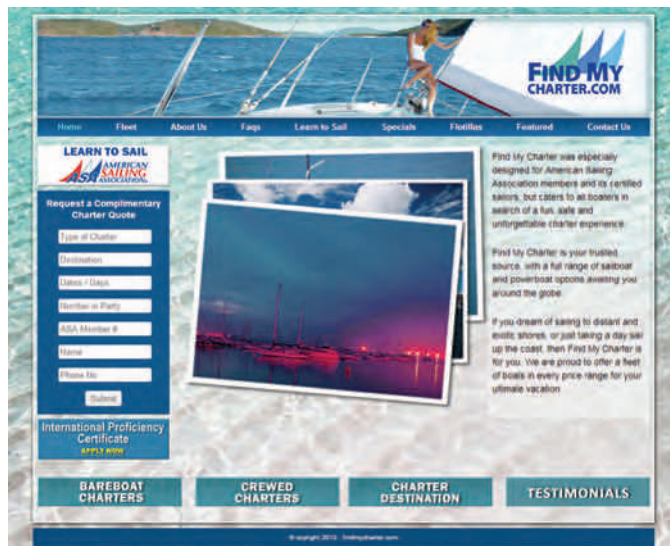 FIND MY
CHARTER.COM
Home Fleet About Us Faqs Learn to Sail Specials Flotillas Featured Contact Us
LEARN TO SAIL
ASA AMERICAN
SAILING
ASSOCIATION
Request a Complimentary
Charter Quote
Type of Charter
Destination
Dates / Days
Number in Party
ASA Member #
Name
Phone No
Submit
International Proficiency
Certificate
APPLY NOW
Find My Charter was especially
designed for American Sailing
Association members and its certified
sailors, but caters to all boaters in
search of a fun, safe and
unforgettable charter experience.
Find My Charter is your trusted
source, with a full range of sailboat
and powerboat options awaiting you
around the globe.
If you dream of sailing to distant and
exotic shores, or just taking a day sail
up the coast, then Find My Charter is
for you. We are proud to offer a fleet
of boats in every price range for your
ultimate vacation.
BAREBOAT
CHARTERS
CREWED
CHARTERS
CHARTER
DESTINATION
TESTIMONIALS
© copyright 2013 - findmycharter.com